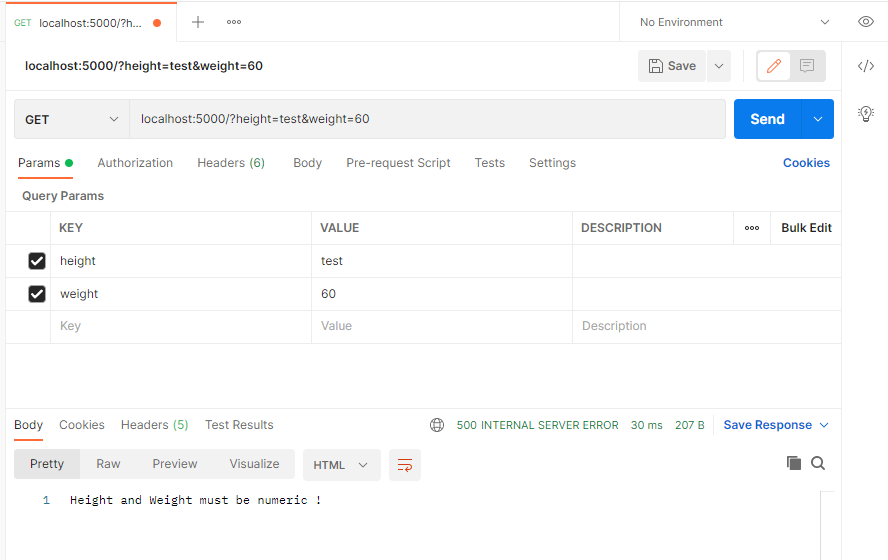 GET localhost:5000/?h...
No Environment
localhost:5000/?height=test&weight=60
Save
GET localhost:5000/?height=test&weight=60 Send
Params Authorization Headers (6) Body Pre-request Script Tests Settings Cookies
Query Params
KEY VALUE DESCRIPTION Bulk Edit
height test
weight 60
Key Value Description
Body Cookies Headers (5) Test Results 500 INTERNAL SERVER ERROR 30 ms 207 B Save Response
Pretty Raw Preview Visualize HTML
1 Height and Weight must be numeric !